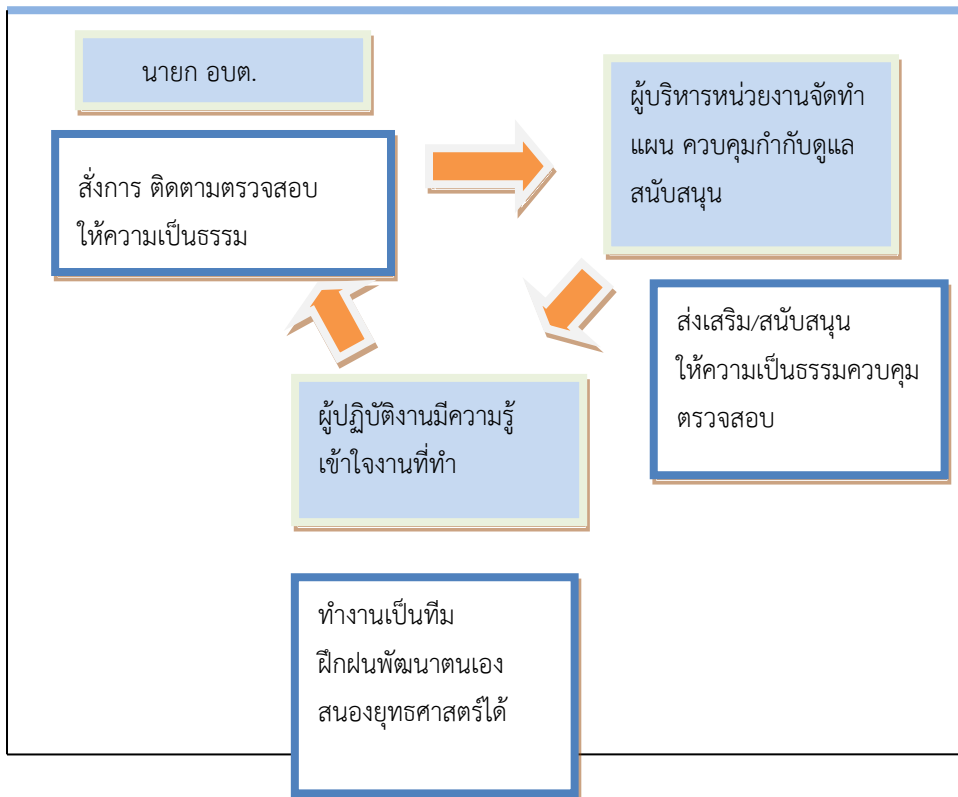 นายก อบต.
สั่งการ ติดตามตรวจสอบ
ให้ความเป็นธรรม
ผู้บริหารหน่วยงานจัดทำ
แผน ควบคุมกำกับดูแล
สนับสนุน
ส่งเสริม/สนับสนุน
ให้ความเป็นธรรมควบคุม
ตรวจสอบ
ผู้ปฏิบัติงานมีความรู้
เข้าใจงานที่ทำ
ทำงานเป็นทีม
ฝึกฝนพัฒนาตนเอง
สนองยุทธศาสตร์ได้